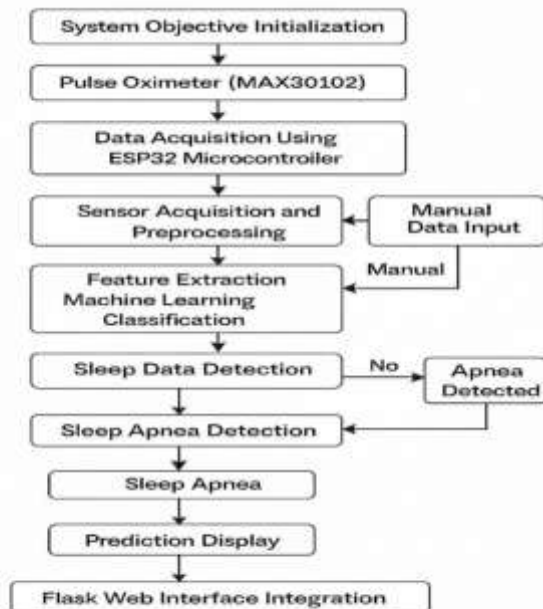 System Objective Initialization
Pulse Oximeter (MAX30102)
Data Acquisition Using
ESP32 Microcontroiler
Sensor Acquisition and
Preprocessing
Manual
Data Input
Manual
Feature Extraction
Machine Learning
Classification
Sleep Data Detection
No
Apnea
Detected
Sleep Apnea Detection
Sleep Apnea
Prediction Display
Flask Web Interface Integration